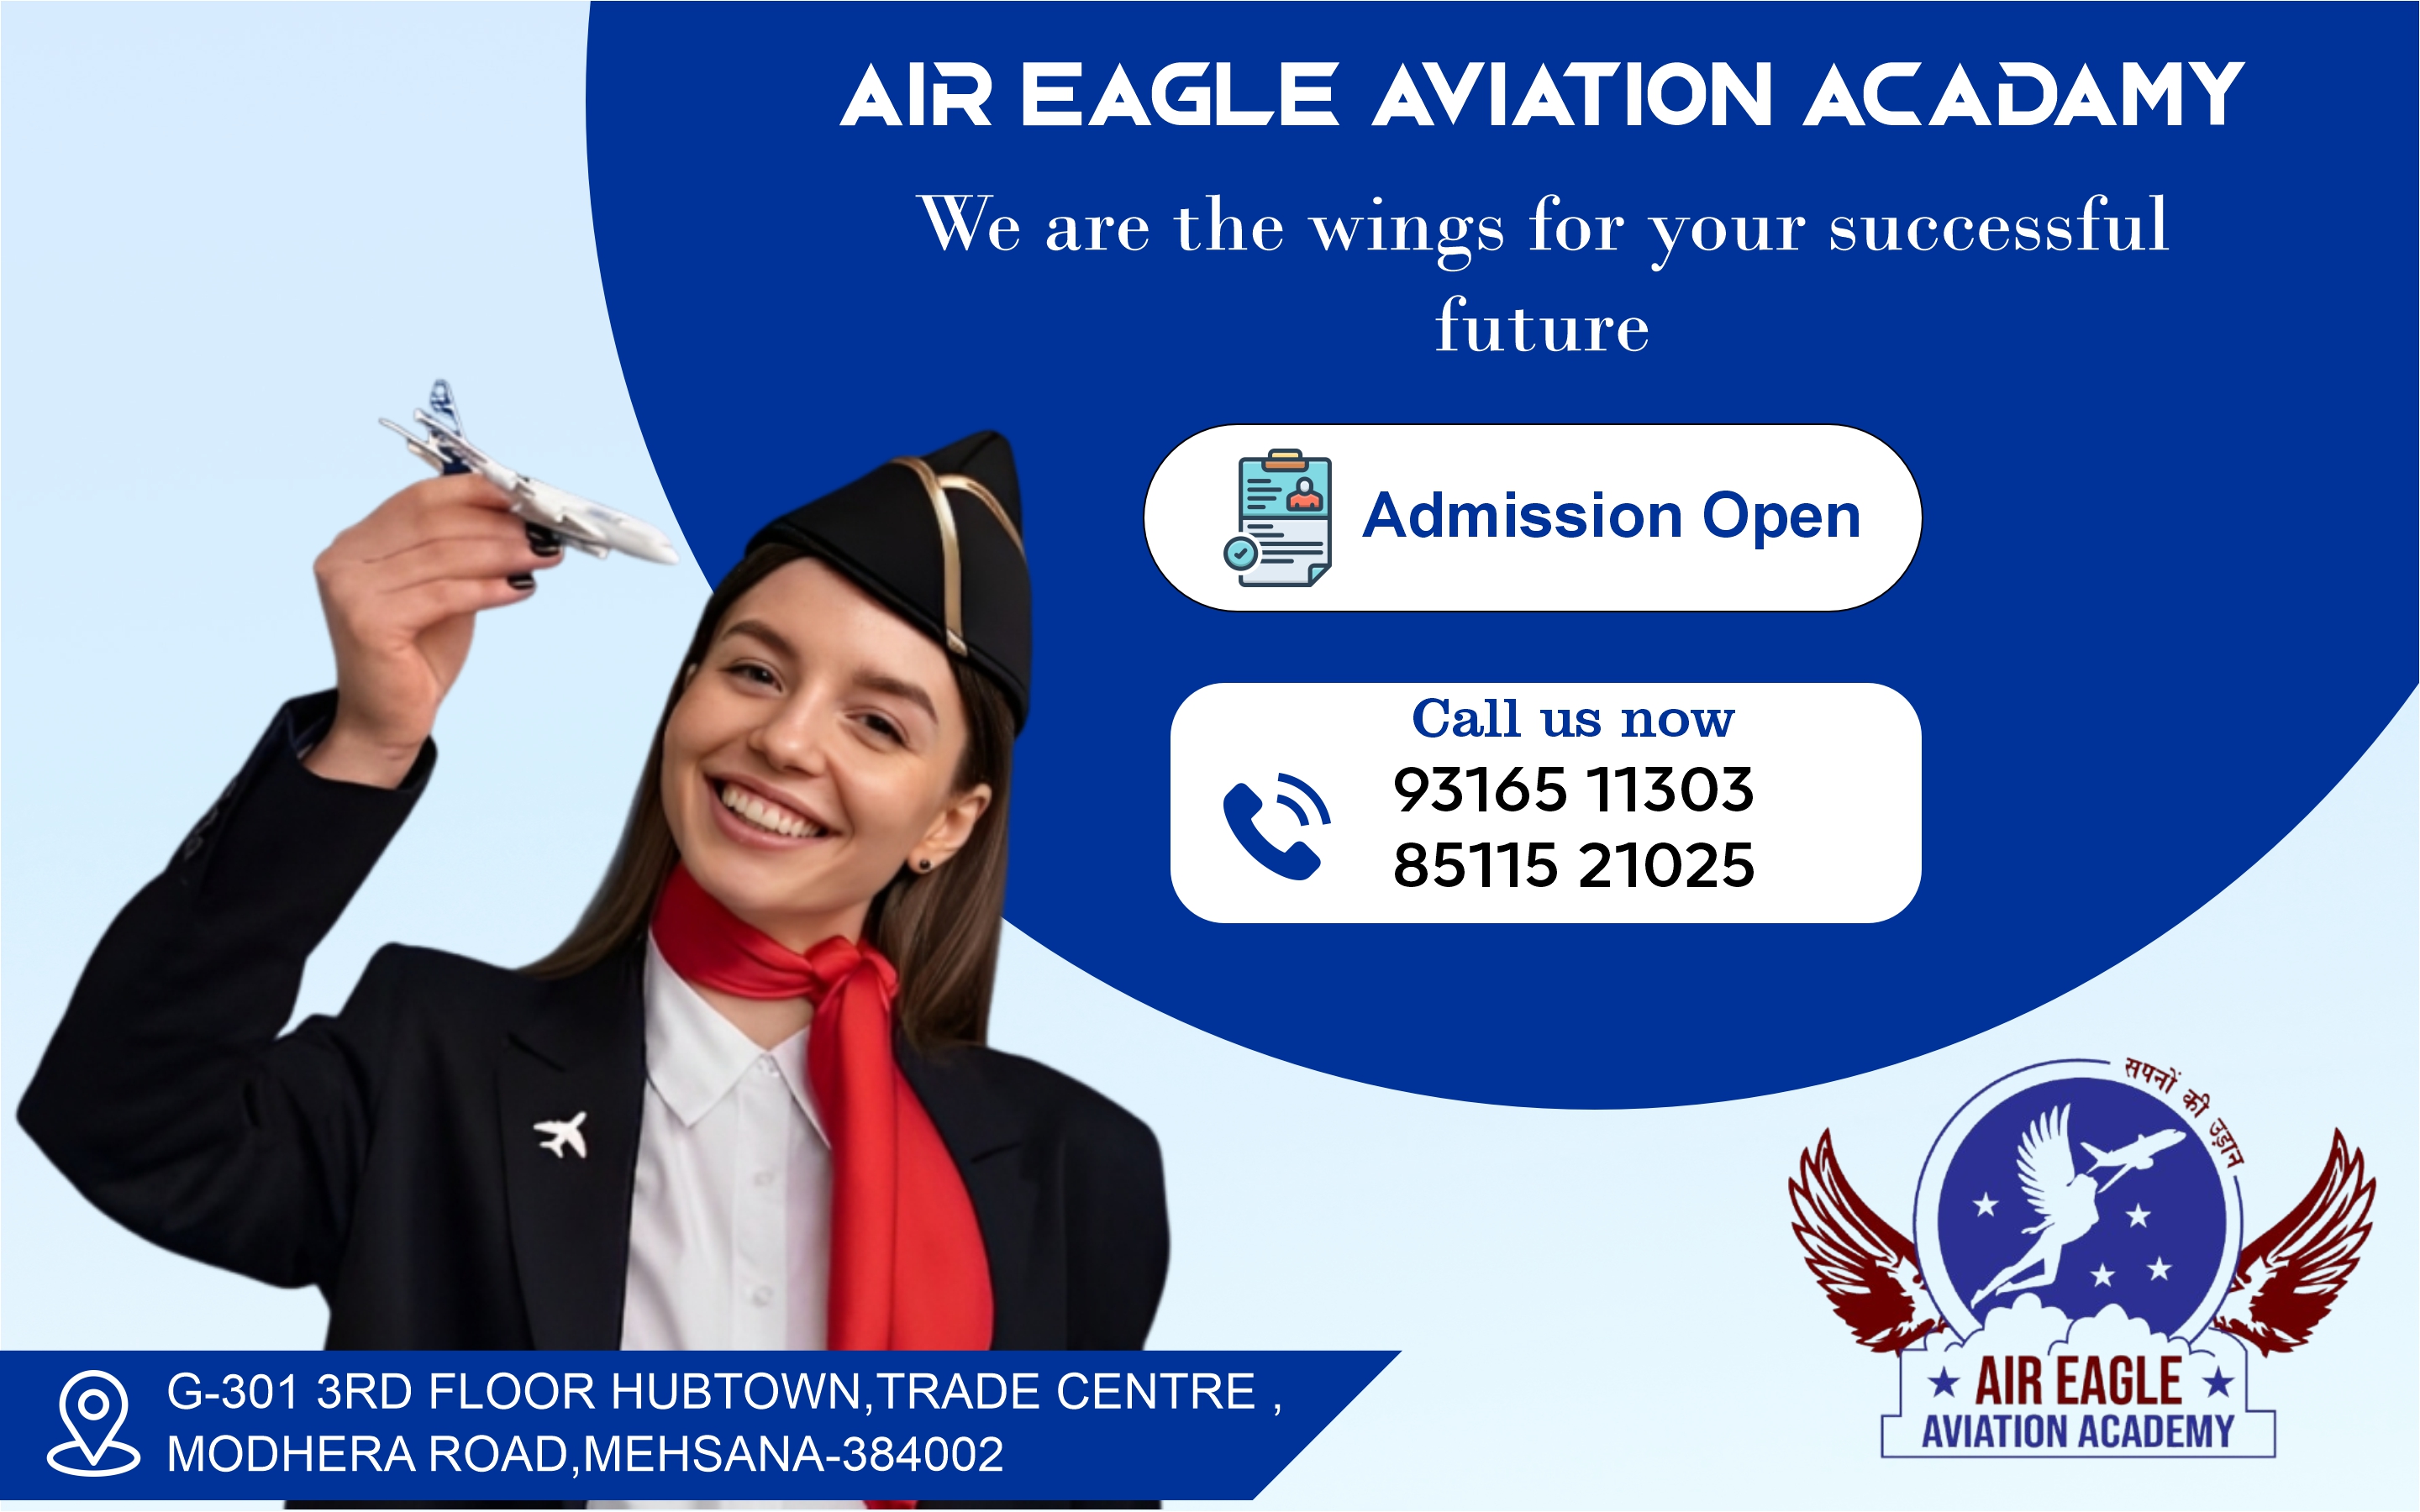 AIR EAGLE AVIATION ACADAMY
We are the wings for your successful
future
Admission Open
Call us now
93165 11303
85115 21025
सपनों की उड़ान
AIR EAGLE
AVIATION ACADEMY
G-301 3RD FLOOR HUBTOWN,TRADE CENTRE ,
MODHERA ROAD,MEHSANA-384002